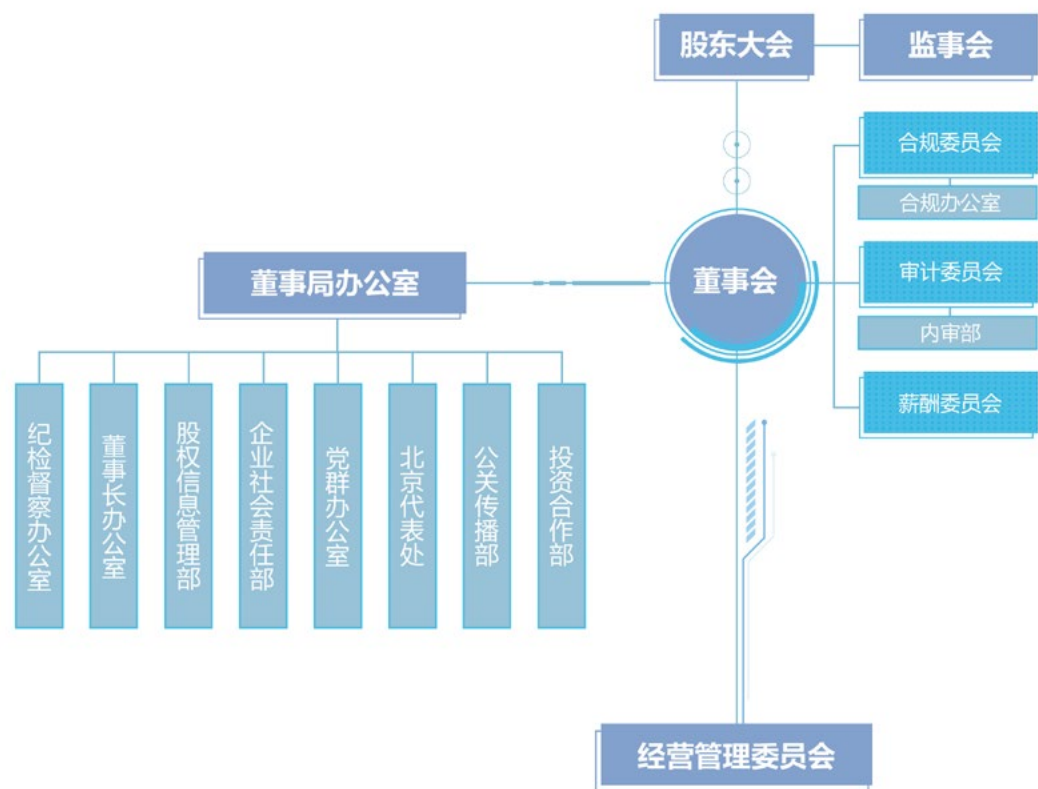 股东大会
监事会
合规委员会
合规办公室
董事会
审计委员会
内审部
薪酬委员会
董事局办公室
纪检督察办公室
董事长办公室
股权信息管理部
企业社会责任部
党群办公室
北京代表处
公关传播部
投资合作部
经营管理委员会